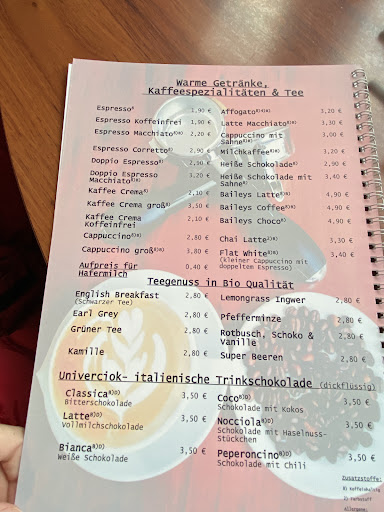 Warme Getränke,
Kaffeespezialitäten & Tee
Espresso 1,90 €
Espresso Koffeinfrei 1,90 €
Espresso Macchiato 2,20 €
Espresso Corretto 2,90 €
Doppio Espresso 2,90 €
Doppio Espresso 3,20 €
Macchiato
Kaffee Crema 2,10 €
Kaffee Crema groß 3,50 €
Kaffee Crema 2,10 €
Koffeinfrei
Cappuccino 2,80 €
Cappuccino groß 3,80 €
Aufpreis für 0,40 €
Hafermilch
Affogato 3,20 €
Latte Macchiato 3,30 €
Cappuccino mit 3,00 €
Sahne
Milchkaffee 3,30 €
Heiße Schokolade 2,90 €
Heiße Schokolade mit 3,40 €
Sahne
Baileys Latte 4,90 €
Baileys Coffee 4,90 €
Baileys Choco 4,90 €
Chai Latte 3,30 €
Flat White 3,40 €
(kleiner Cappuccino mit
doppeltem Espresso)
Teegenuss in Bio Qualität
English Breakfast 2,80 €
(Schwarzer Tee)
Earl Grey 2,80 €
Grüner Tee 2,80 €
Kamille 2,80 €
Lemongrass Ingwer 2,80 €
Pfefferminze 2,80 €
Rotbusch, Schoko & 2,80 €
Vanille
Super Beeren 2,80 €
Univerciok- italienische Trinkschokolade (dickflüssig)
Classica 3,50 €
Bitterschokolade
Latte 3,50 €
Vollmilchschokolade
Bianca 3,50 €
Weiße Schokolade
Coco 3,50 €
Schokolade mit Kokos
Nocciola 3,50 €
Schokolade mit Haselnuss-
Stückchen
Peperoncino 3,50 €
Schokolade mit Chili
Zusatzstoffe: